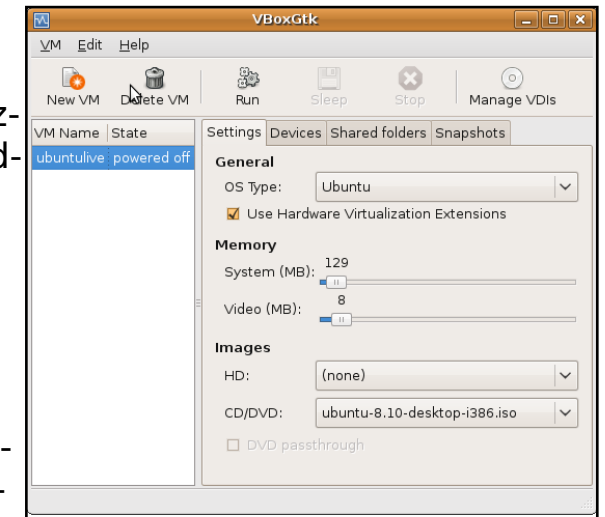 VBoxGtk
VM Edit Help
New VM Delete VM Run Sleep Stop Manage VDIs
z-
d-
VM Name State
ubuntulive powered off
Settings Devices Shared folders Snapshots
General
OS Type: Ubuntu
Use Hardware Virtualization Extensions
Memory
System (MB): 129
Video (MB): 8
Images
HD: (none)
CD/DVD: ubuntu-8.10-desktop-i386.iso
DVD passthrough
-
-